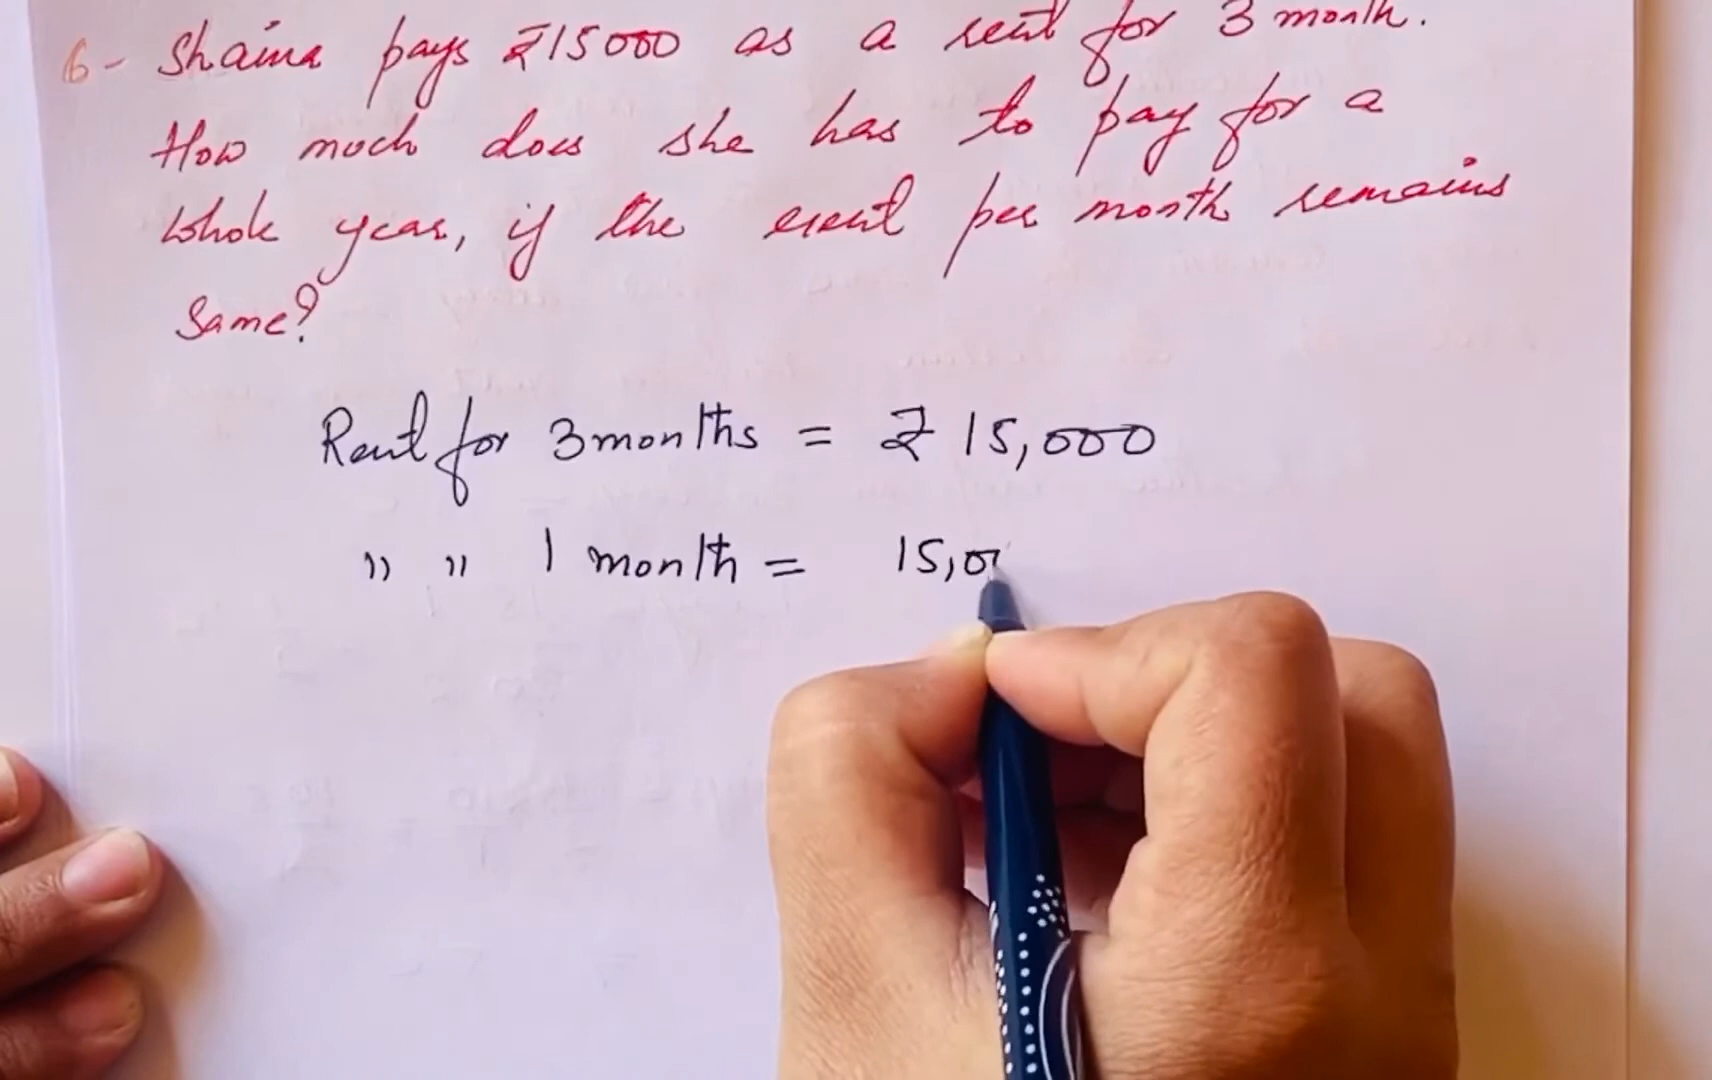 6- Shaina pays ₹15000 as a rent for 3 month.
How much does she has to pay for a
whole year, if the rent per month remains
same?
Rent for 3 months = ₹ 15,000
" " 1 month = 15,0